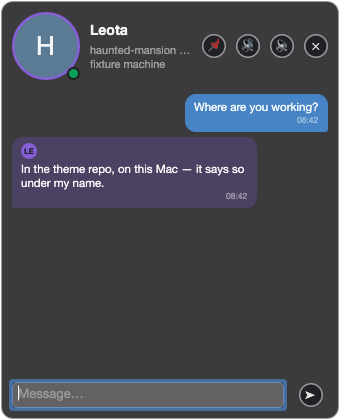 H
Leota
haunted-mansion …
fixture machine
Where are you working?
08:42
LE
In the theme repo, on this Mac — it says so
under my name.
08:42
Message…